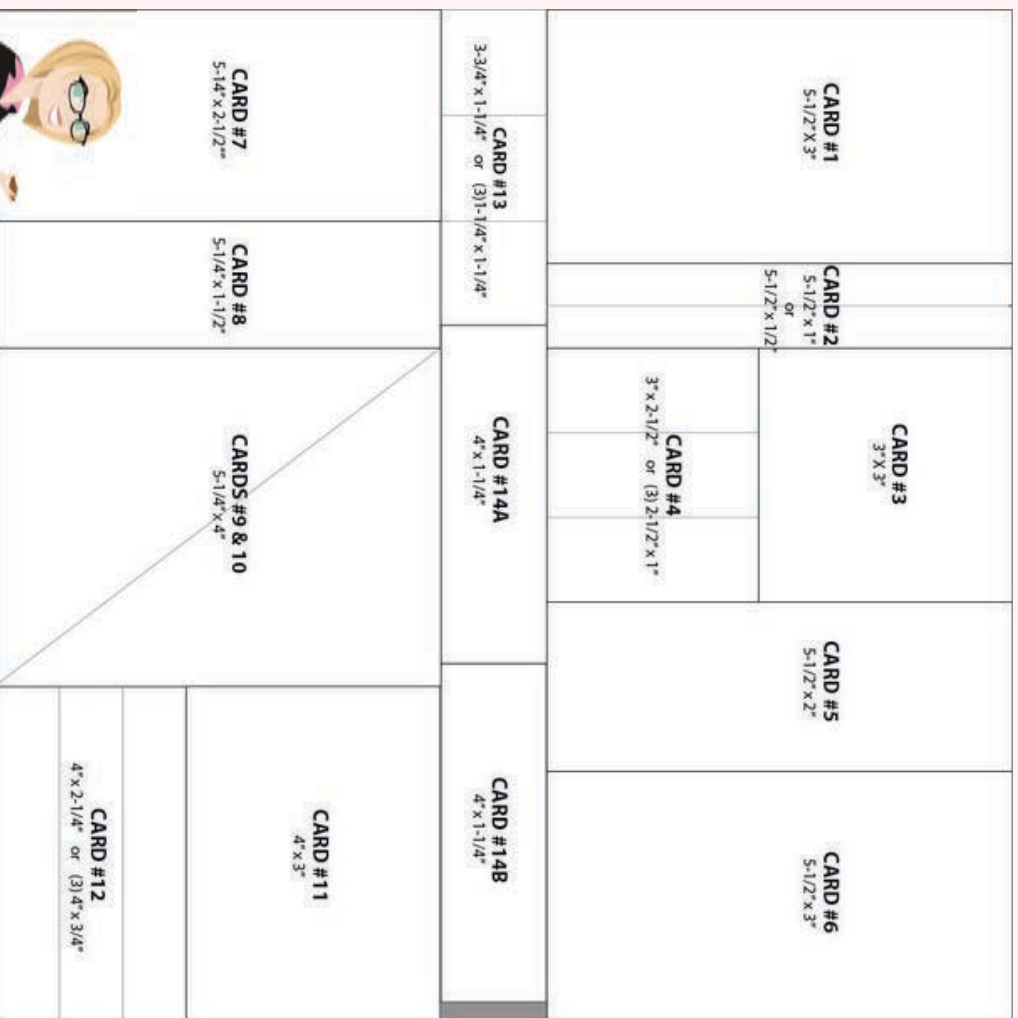 CARD #1
5-1/2" X 3"
CARD #2
5-1/2" x 1"
or
5-1/2" x 1/2"
CARD #3
3" X 3"
CARD #4
3" x 2-1/2" or (3) 2-1/2" x 1"
CARD #5
5-1/2" x 2"
CARD #6
5-1/2" x 3"
CARD #13
3-3/4" x 1-1/4" or (3)1-1/4" x 1-1/4"
CARD #14A
4" x 1-1/4"
CARD #14B
4" x 1-1/4"
CARD #7
5-14" x 2-1/2""
CARD #8
5-1/4" x 1-1/2"
CARDS #9 & 10
5-1/4" x 4"
CARD #11
4" x 3"
CARD #12
4" x 2-1/4" or (3) 4" x 3/4"